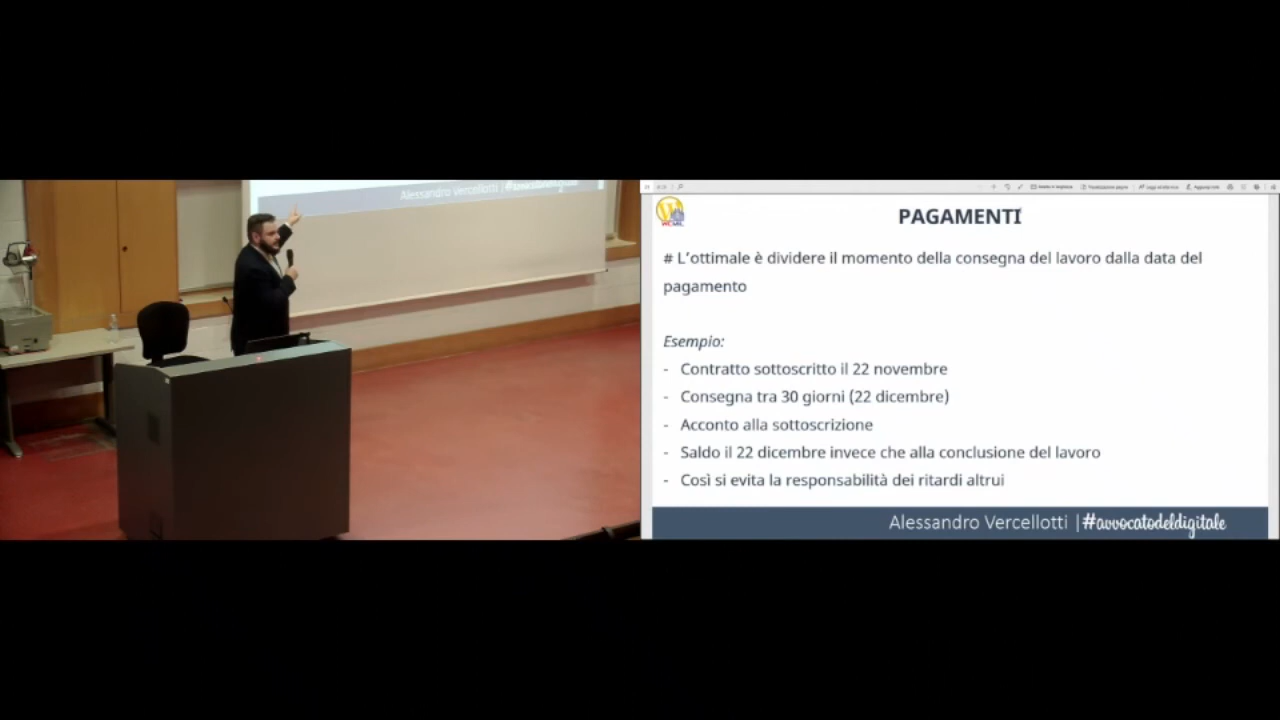 Alessandro Vercellotti | #avvocatodeldigitale
PAGAMENTI
# L'ottimale è dividere il momento della consegna del lavoro dalla data del
pagamento
Esempio:
- Contratto sottoscritto il 22 novembre
- Consegna tra 30 giorni (22 dicembre)
- Acconto alla sottoscrizione
- Saldo il 22 dicembre invece che alla conclusione del lavoro
- Così si evita la responsabilità dei ritardi altrui
Alessandro Vercellotti | #avvocatodeldigitale